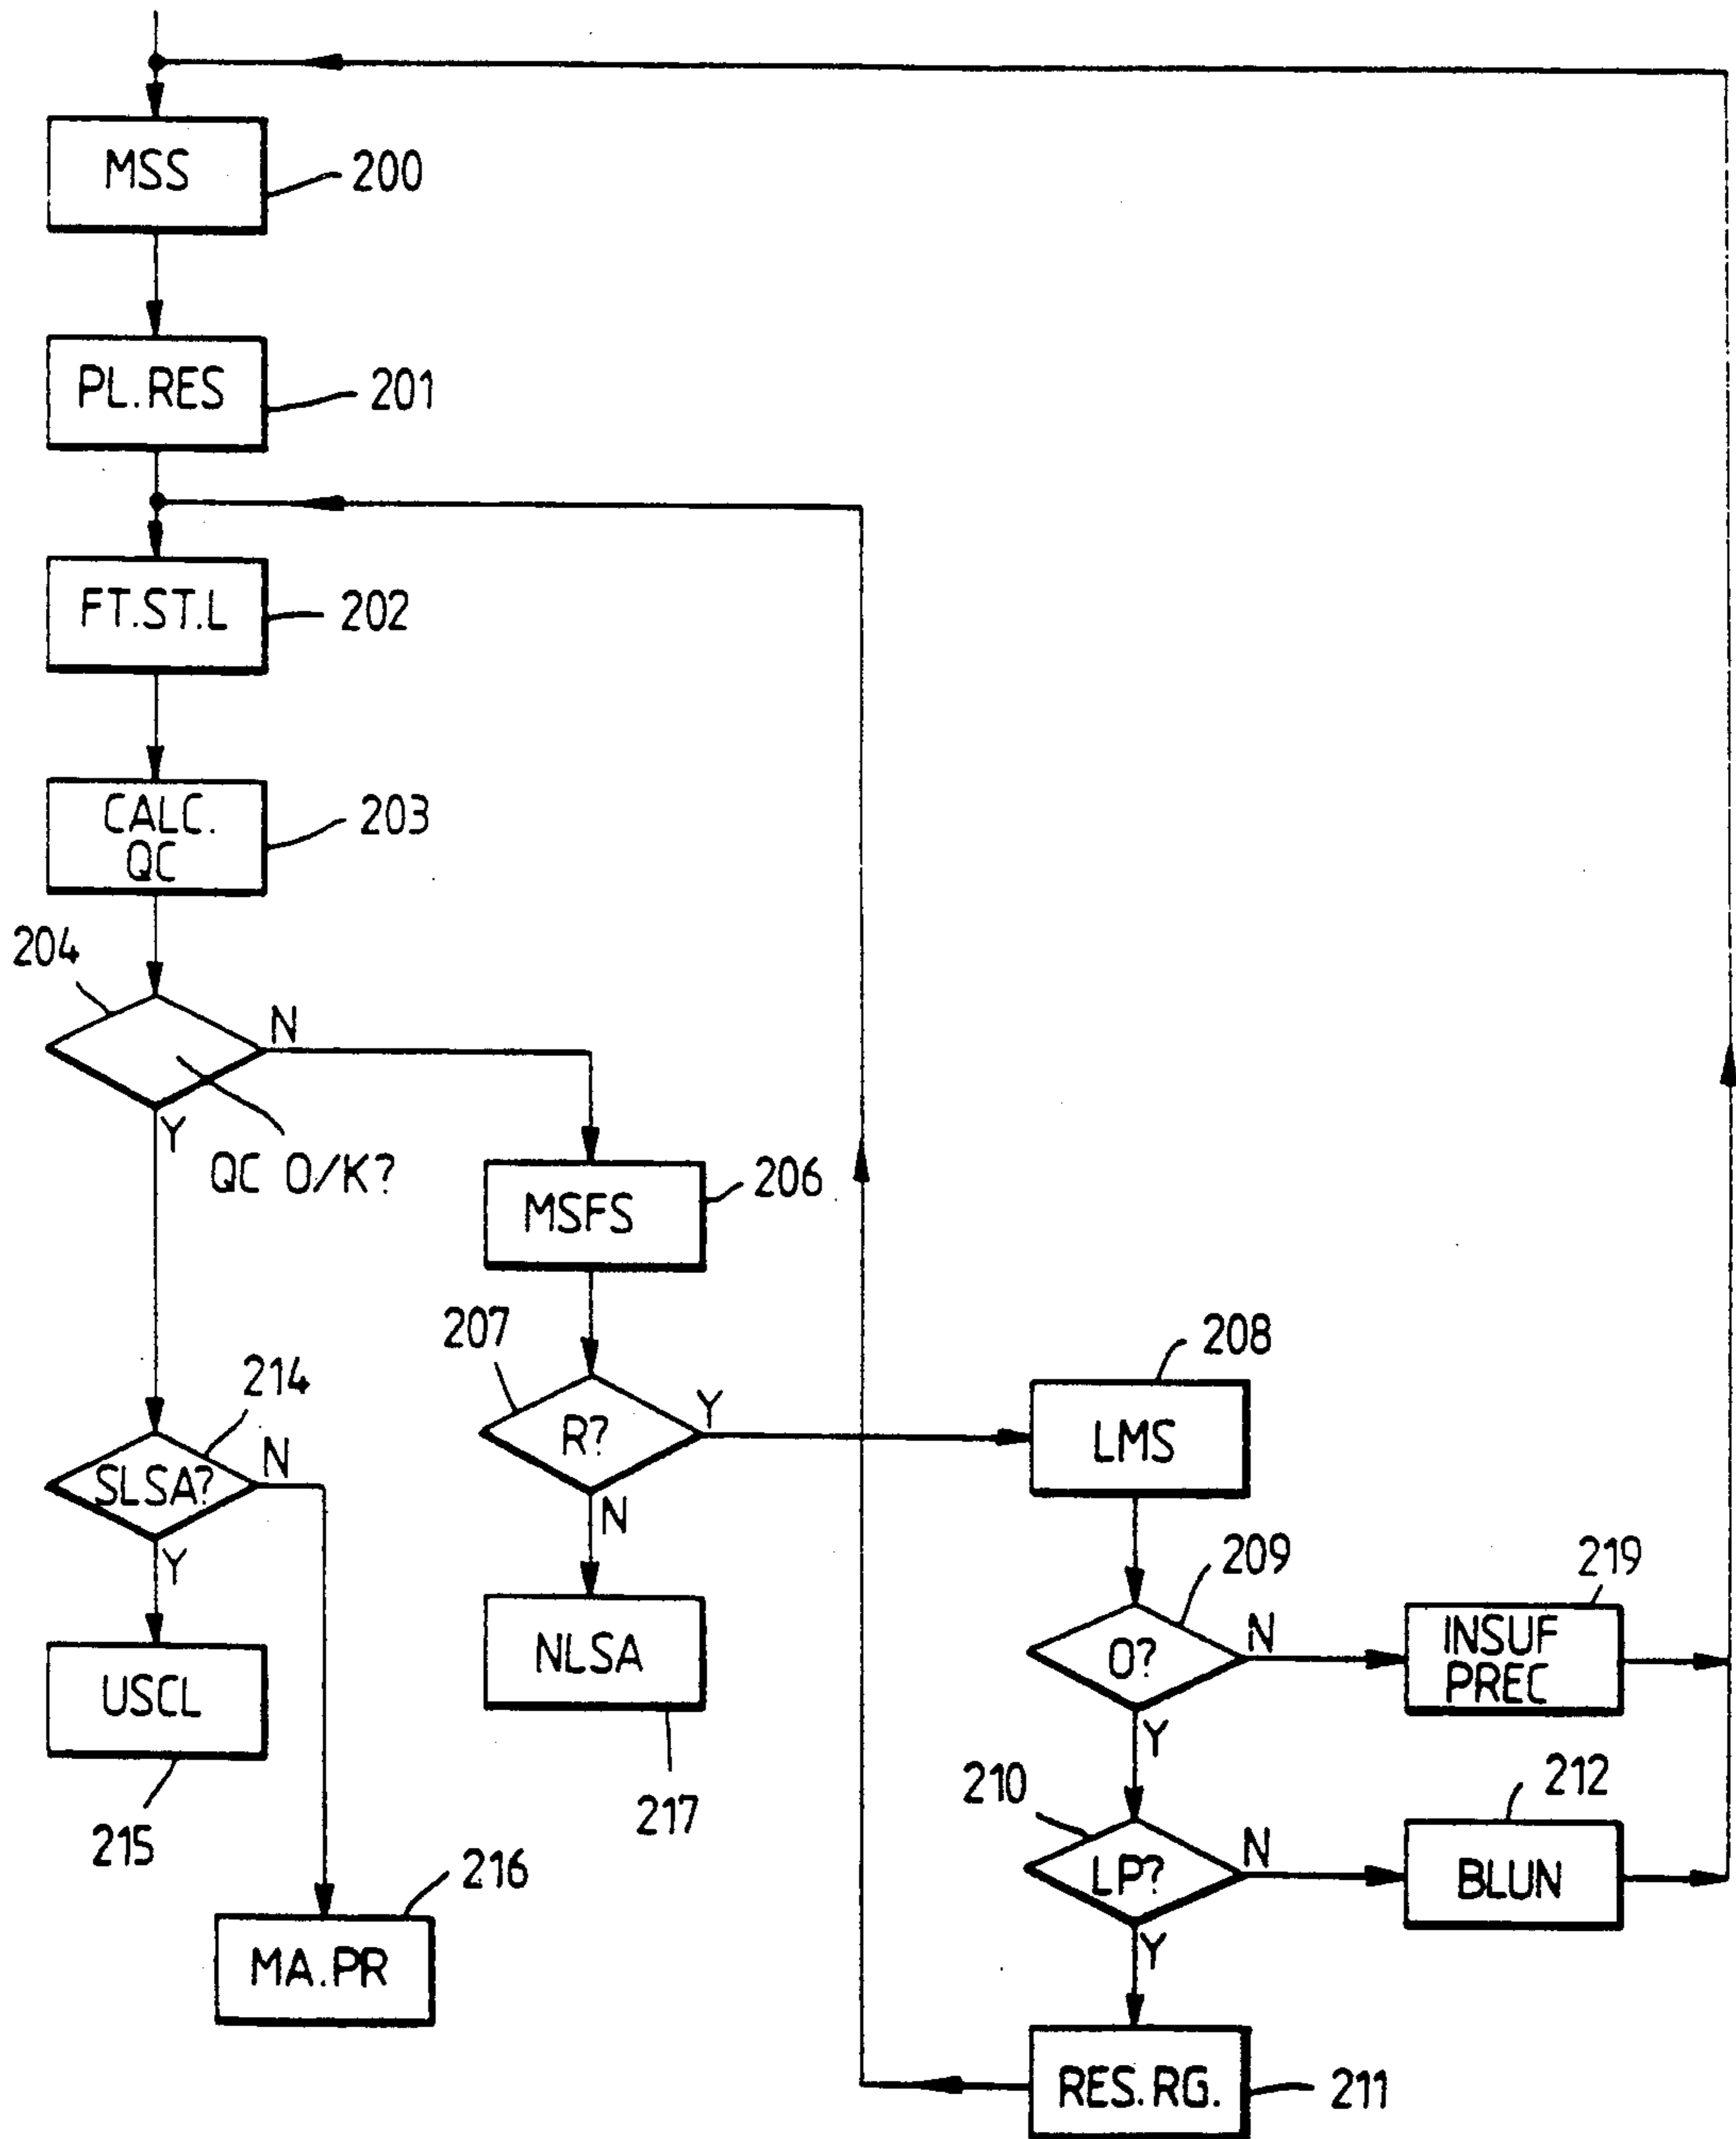 MSS
200
PL.RES
201
FT.ST.L
202
CALC.
QC
203
204
N
Y
QC O/K?
MSFS
206
207
R?
Y
N
214
SLSA?
N
Y
208
LMS
209
O?
N
219
INSUF
PREC
Y
NLSA
217
USCL
215
210
LP?
N
212
BLUN
Y
216
MA.PR
RES.RG.
211